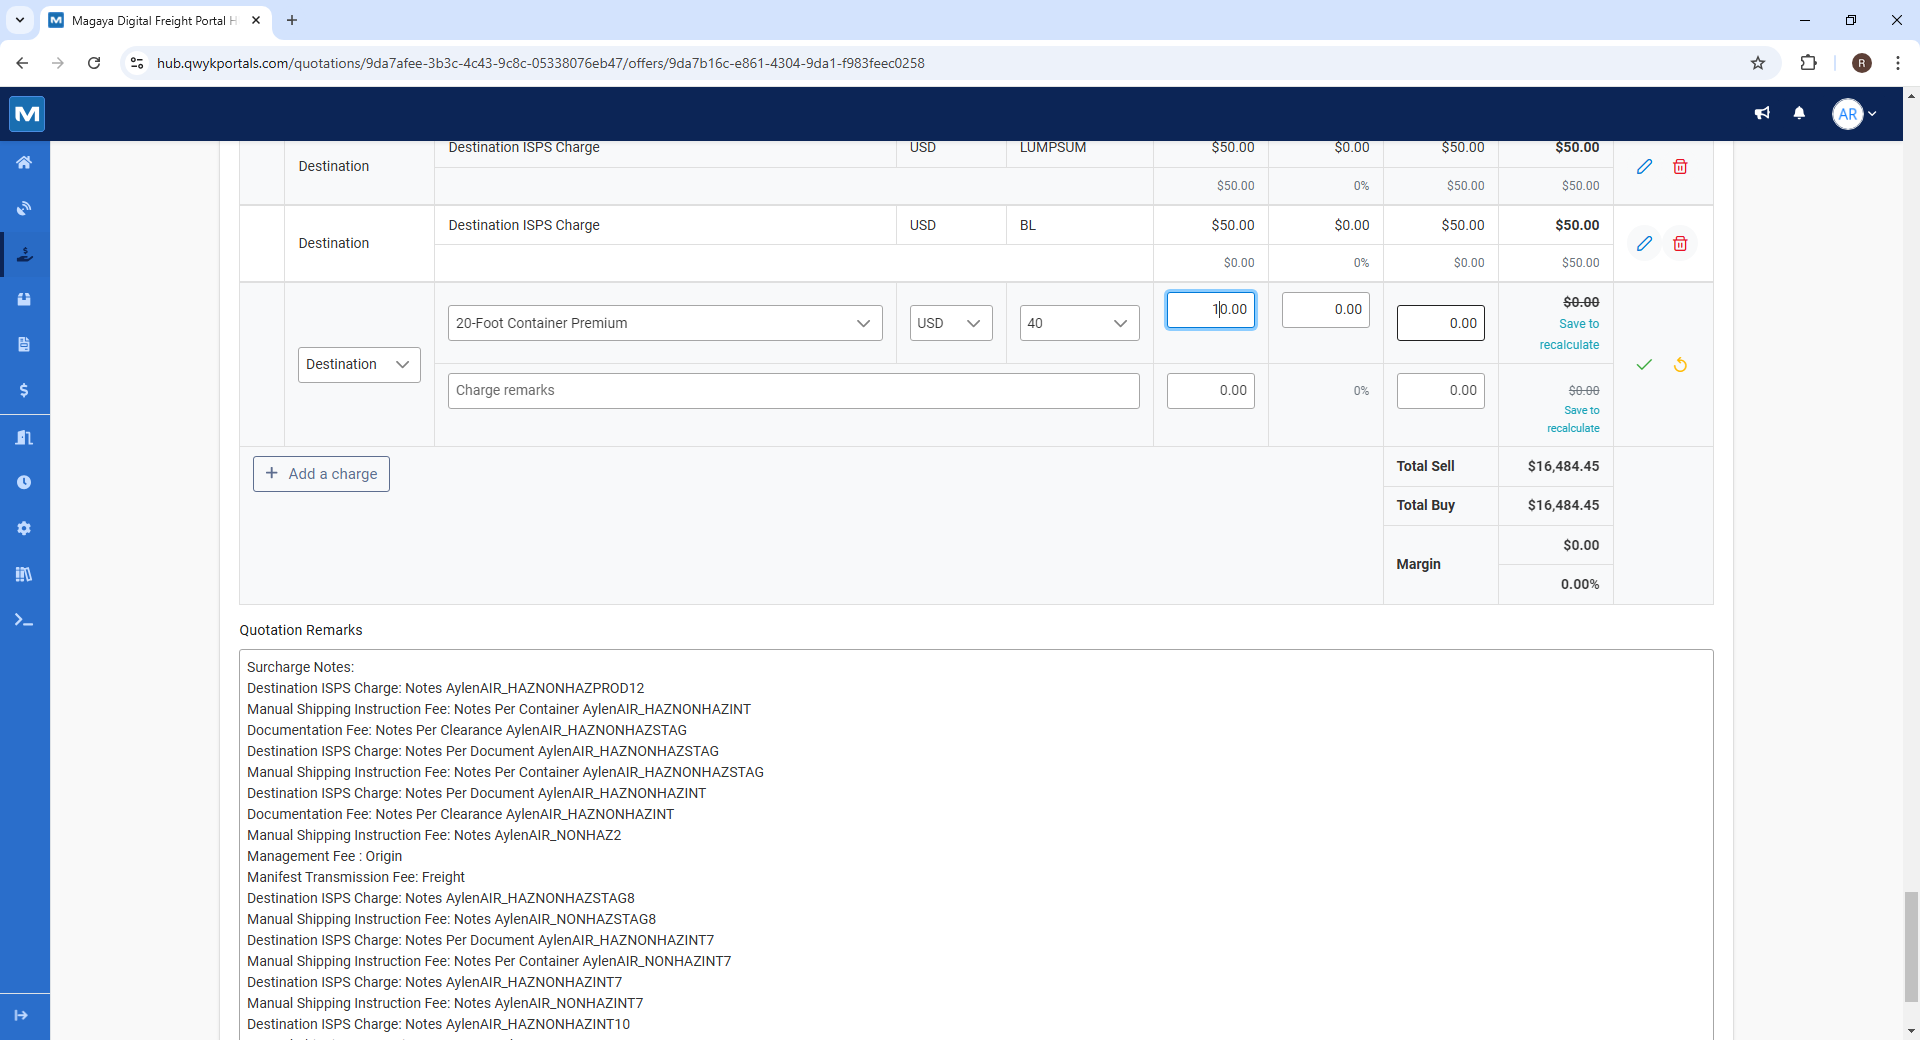 Magaya Digital Freight Portal H
hub.qwykportals.com/quotations/9da7afee-3b3c-4c43-9c8c-05338076eb47/offers/9da7b16c-e861-4304-9da1-f983feec0258
R
AR
Destination
Destination ISPS Charge
USD
LUMPSUM
$50.00
$0.00
$50.00
$50.00
$50.00
0%
$50.00
$50.00
Destination
Destination ISPS Charge
USD
BL
$50.00
$0.00
$50.00
$50.00
$0.00
0%
$0.00
$50.00
Destination
20-Foot Container Premium
USD
40
10.00
0.00
0.00
$0.00
Save to
recalculate
Charge remarks
0.00
0%
0.00
$0.00
Save to
recalculate
Add a charge
Total Sell
$16,484.45
Total Buy
$16,484.45
Margin
$0.00
0.00%
Quotation Remarks
Surcharge Notes:
Destination ISPS Charge: Notes AylenAIR_HAZNONHAZPROD12
Manual Shipping Instruction Fee: Notes Per Container AylenAIR_HAZNONHAZINT
Documentation Fee: Notes Per Clearance AylenAIR_HAZNONHAZSTAG
Destination ISPS Charge: Notes Per Document AylenAIR_HAZNONHAZSTAG
Manual Shipping Instruction Fee: Notes Per Container AylenAIR_HAZNONHAZSTAG
Destination ISPS Charge: Notes Per Document AylenAIR_HAZNONHAZINT
Documentation Fee: Notes Per Clearance AylenAIR_HAZNONHAZINT
Manual Shipping Instruction Fee: Notes AylenAIR_NONHAZ2
Management Fee : Origin
Manifest Transmission Fee: Freight
Destination ISPS Charge: Notes AylenAIR_HAZNONHAZSTAG8
Manual Shipping Instruction Fee: Notes AylenAIR_NONHAZSTAG8
Destination ISPS Charge: Notes Per Document AylenAIR_HAZNONHAZINT7
Manual Shipping Instruction Fee: Notes Per Container AylenAIR_NONHAZINT7
Destination ISPS Charge: Notes AylenAIR_HAZNONHAZINT7
Manual Shipping Instruction Fee: Notes AylenAIR_NONHAZINT7
Destination ISPS Charge: Notes AylenAIR_HAZNONHAZINT10